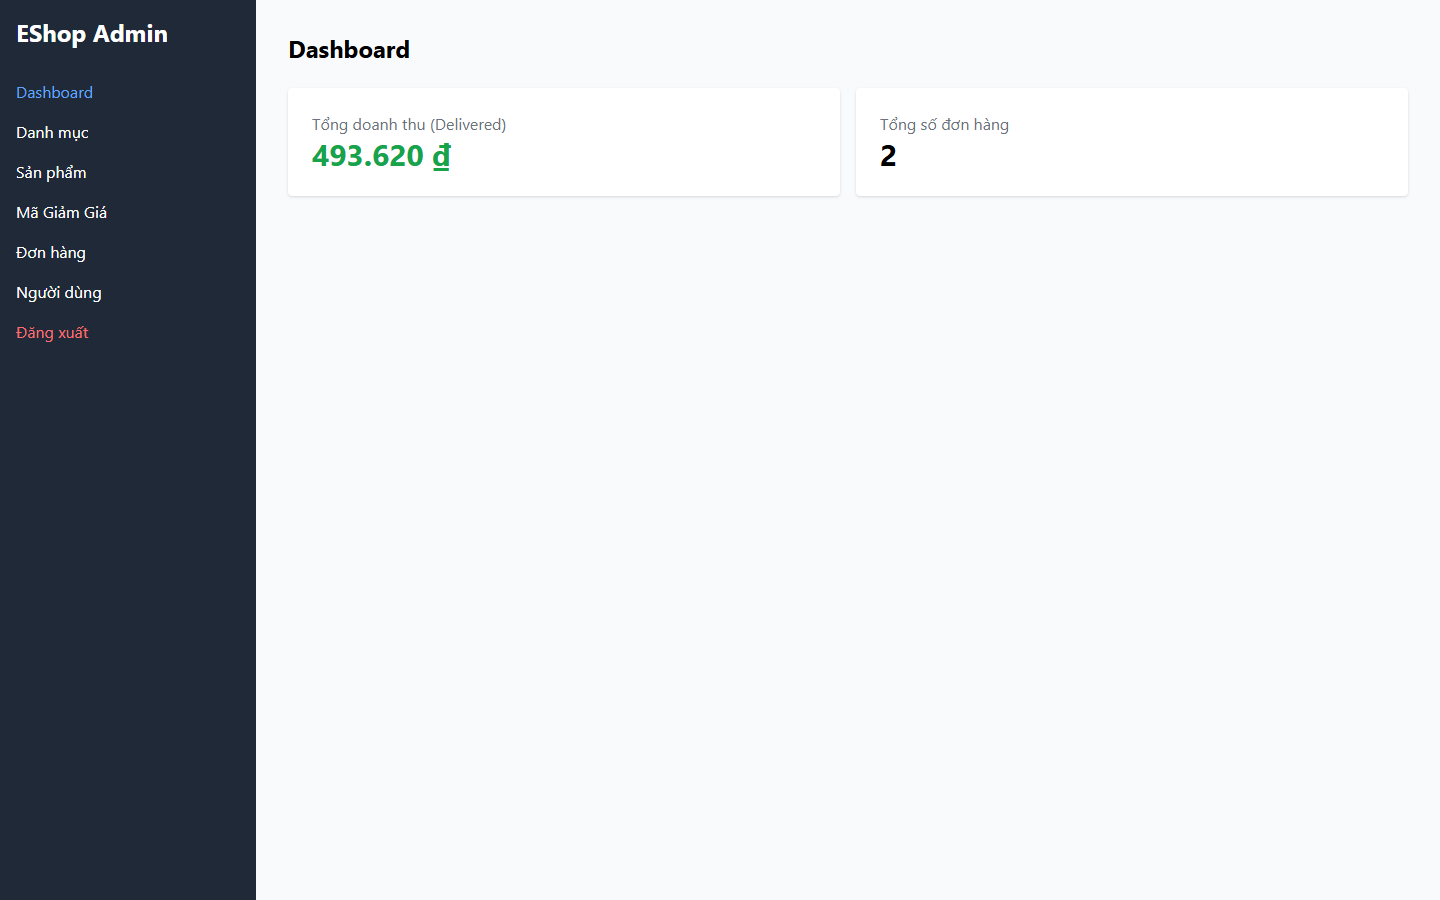 EShop Admin
Dashboard
Danh mục
Sản phẩm
Mã Giảm Giá
Đơn hàng
Người dùng
Đăng xuất
Dashboard
Tổng doanh thu (Delivered)
493.620 ₫
Tổng số đơn hàng
2